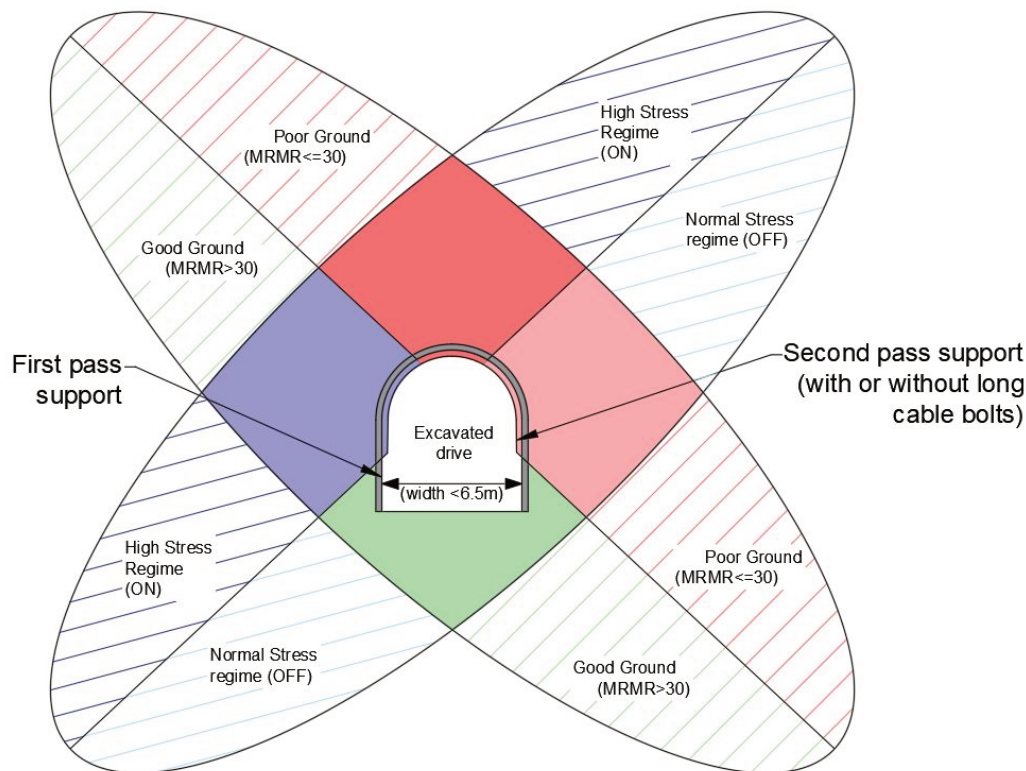 High Stress
Regime
(ON)
Poor Ground
(MRMR<=30)
Normal Stress
regime (OFF)
Good Ground
(MRMR>30)
First pass
support
Second pass support
(with or without long
cable bolts)
Excavated
drive
(width <6.5m)
High Stress
Regime
(ON)
Poor Ground
(MRMR<=30)
Normal Stress
regime (OFF)
Good Ground
(MRMR>30)